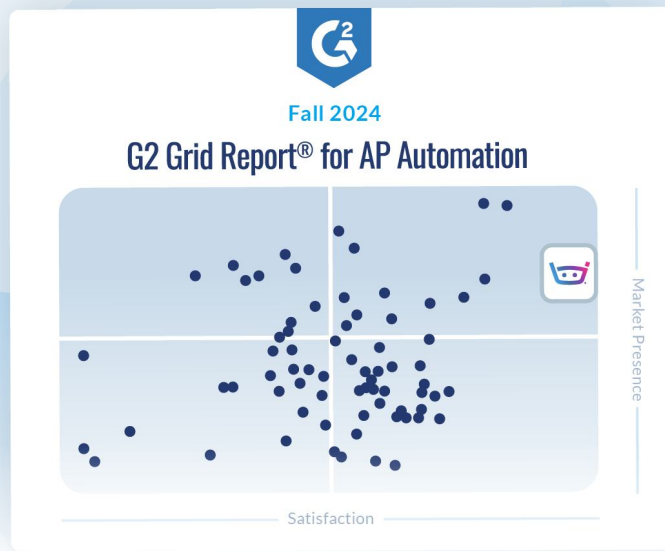 G2
Fall 2024
G2 Grid Report® for AP Automation
Market Presence
Satisfaction